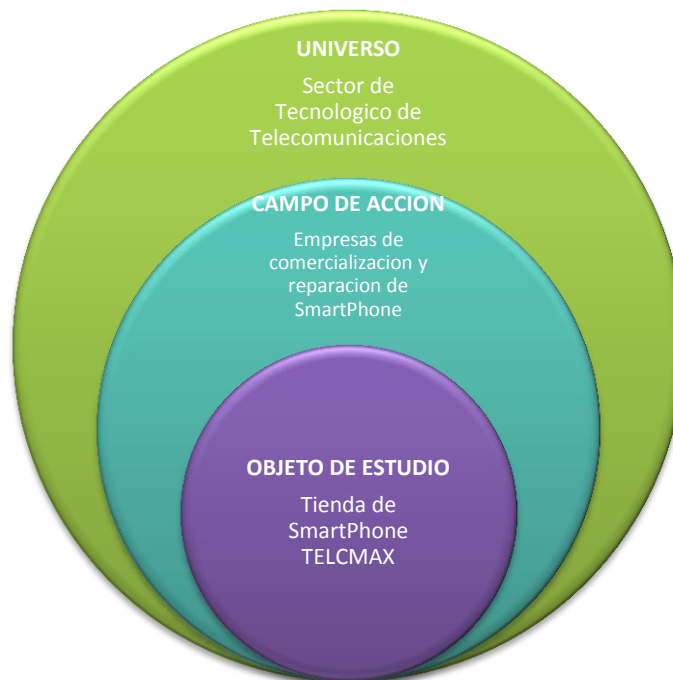 UNIVERSO
Sector de
Tecnologico de
Telecomunicaciones
CAMPO DE ACCION
Empresas de
comercializacion y
reparacion de
SmartPhone
OBJETO DE ESTUDIO
Tienda de
SmartPhone
TELCMAX